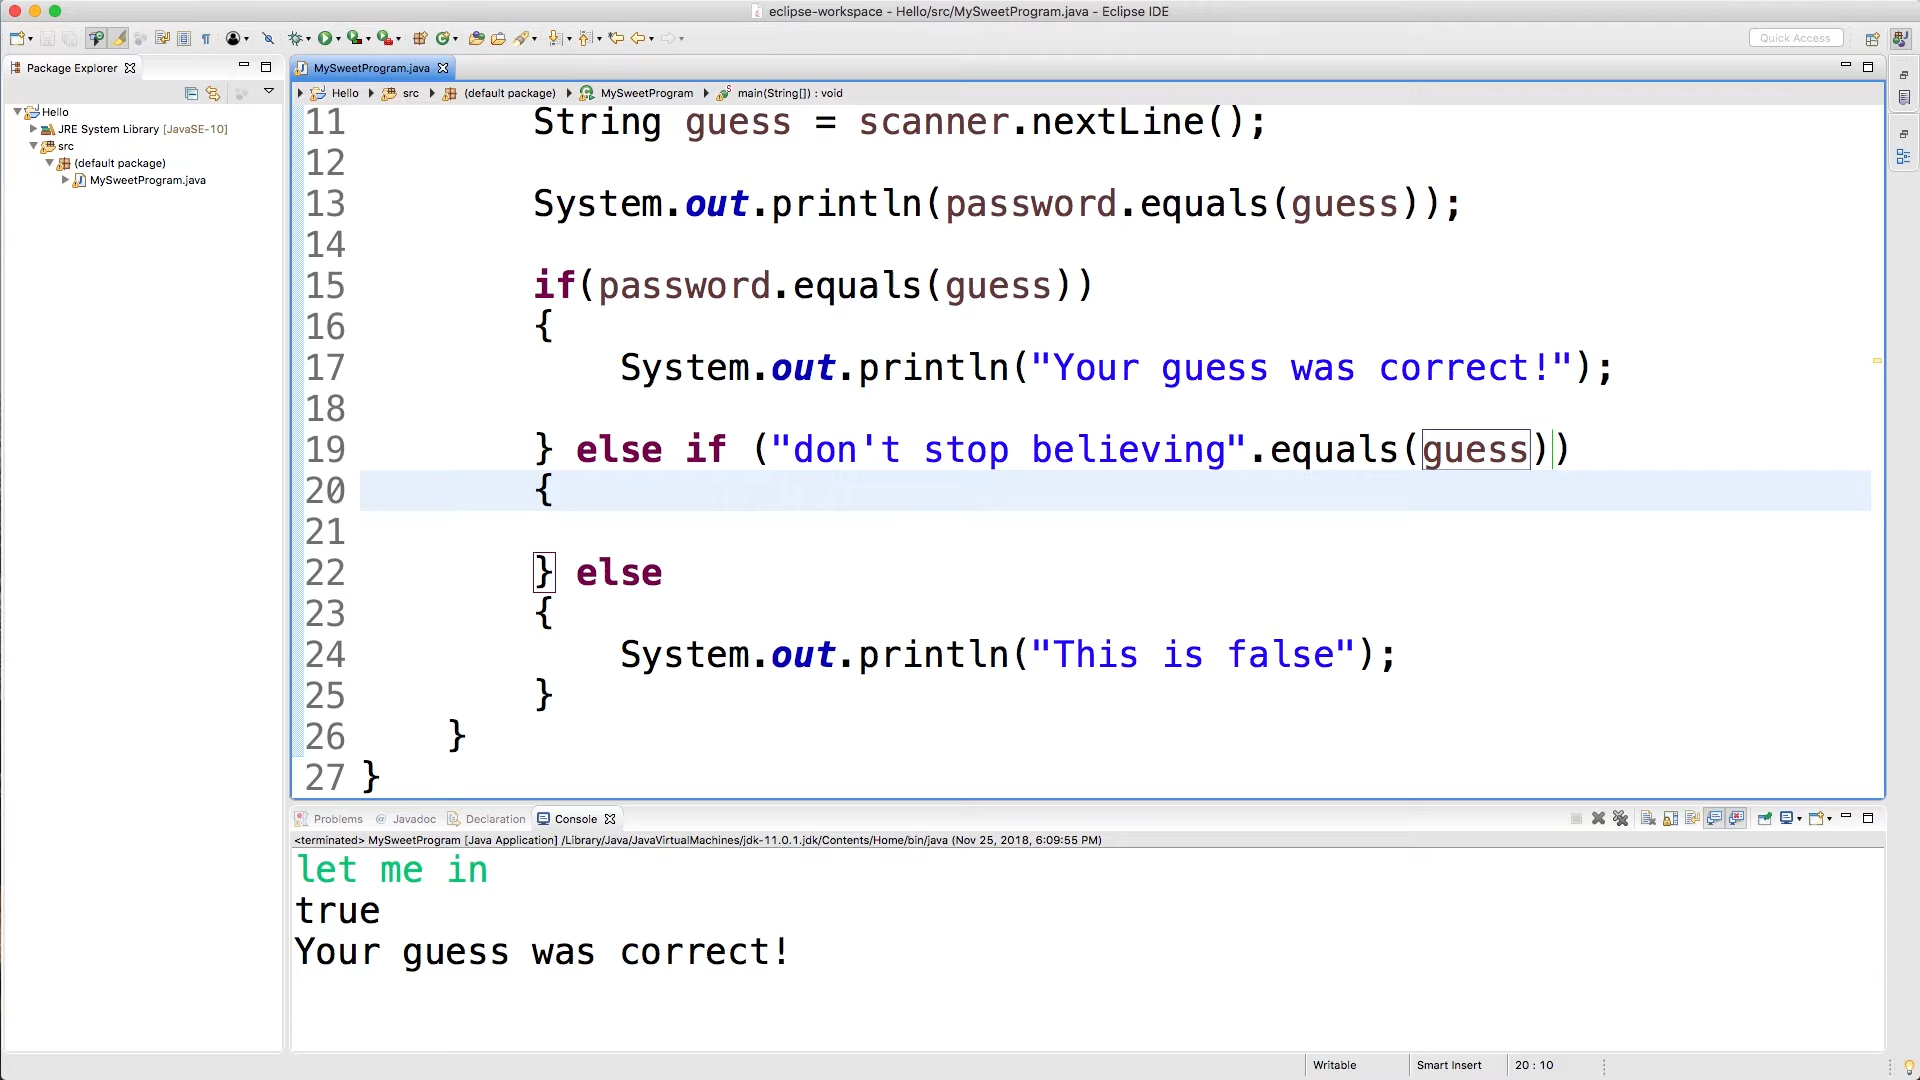 eclipse-workspace - Hello/src/MySweetProgram.java - Eclipse IDE
Quick Access
Package Explorer
MySweetProgram.java
Hello
src
(default package)
MySweetProgram
main(String[]) : void
Hello
JRE System Library [JavaSE-10]
src
(default package)
MySweetProgram.java
11 String guess = scanner.nextLine();
12
13 System.out.println(password.equals(guess));
14
15 if(password.equals(guess))
16 {
17 System.out.println("Your guess was correct!");
18
19 } else if ("don't stop believing".equals(guess))
20 {
21
22 } else
23 {
24 System.out.println("This is false");
25 }
26 }
27 }
Problems
@ Javadoc
Declaration
Console
<terminated> MySweetProgram [Java Application] /Library/Java/JavaVirtualMachines/jdk-11.0.1.jdk/Contents/Home/bin/java (Nov 25, 2018, 6:09:55 PM)
let me in
true
Your guess was correct!
Writable
Smart Insert
20 : 10